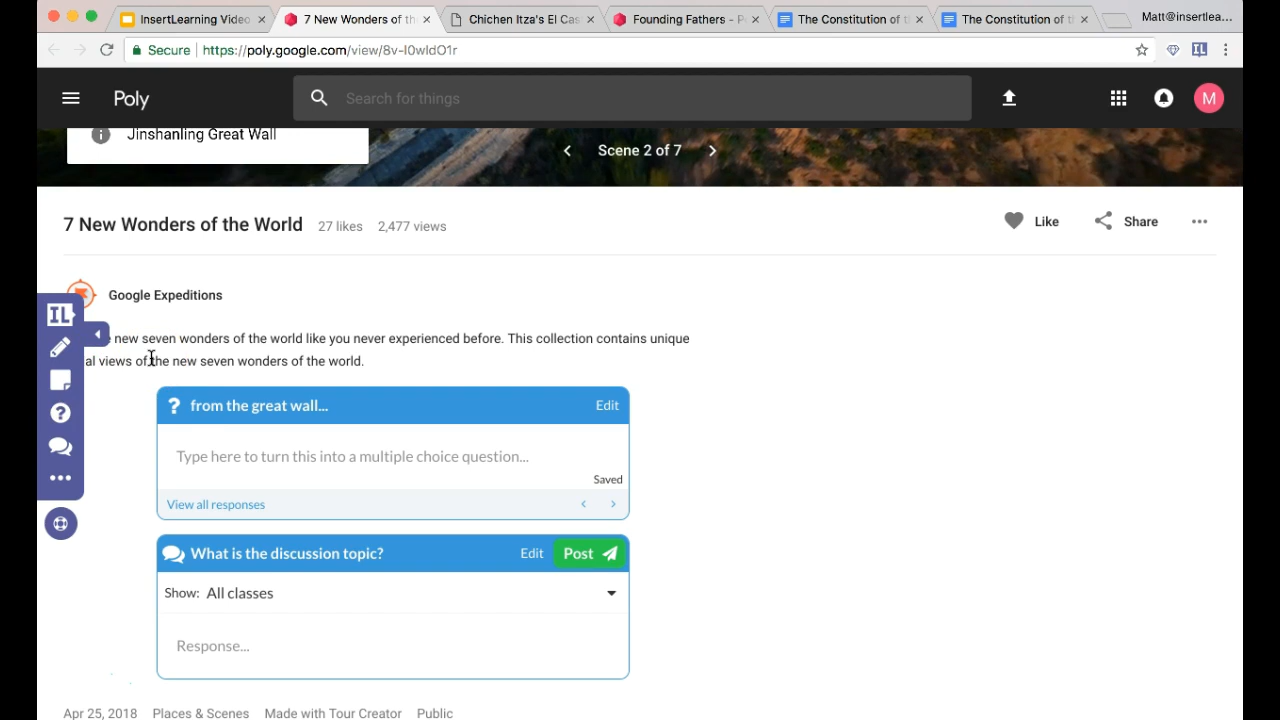 InsertLearning Video
7 New Wonders of th
Chichen Itza's El Cas
Founding Fathers - P
The Constitution of t
The Constitution of t
Matt@insertlea...
Secure
https://poly.google.com/view/8v-I0wIdO1r
Poly
Search for things
M
Jinshanling Great Wall
Scene 2 of 7
7 New Wonders of the World 27 likes 2,477 views
Like
Share
Google Expeditions
new seven wonders of the world like you never experienced before. This collection contains unique
al views of the new seven wonders of the world.
IL
? from the great wall... Edit
Type here to turn this into a multiple choice question...
Saved
View all responses
What is the discussion topic? Edit Post
Show: All classes
Response...
Apr 25, 2018 Places & Scenes Made with Tour Creator Public